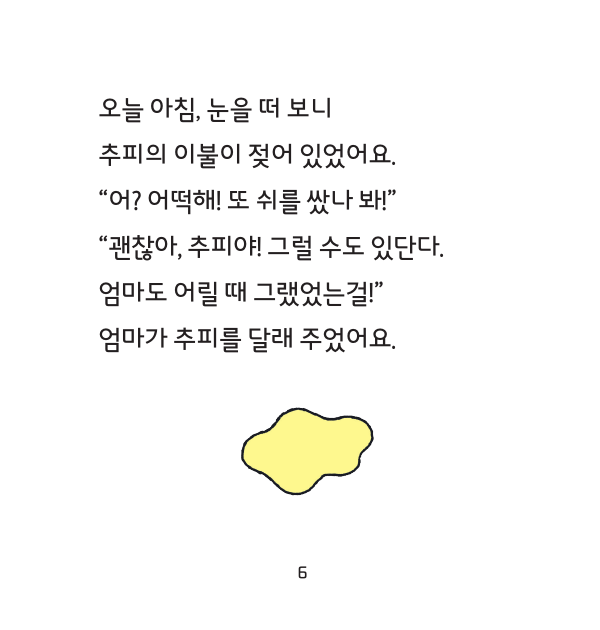 오늘 아침, 눈을 떠 보니
추피의 이불이 젖어 있었어요.
“어? 어떡해! 또 쉬를 쌌나 봐!”
“괜찮아, 추피야! 그럴 수도 있단다.
엄마도 어릴 때 그랬었는걸!”
엄마가 추피를 달래 주었어요.
6